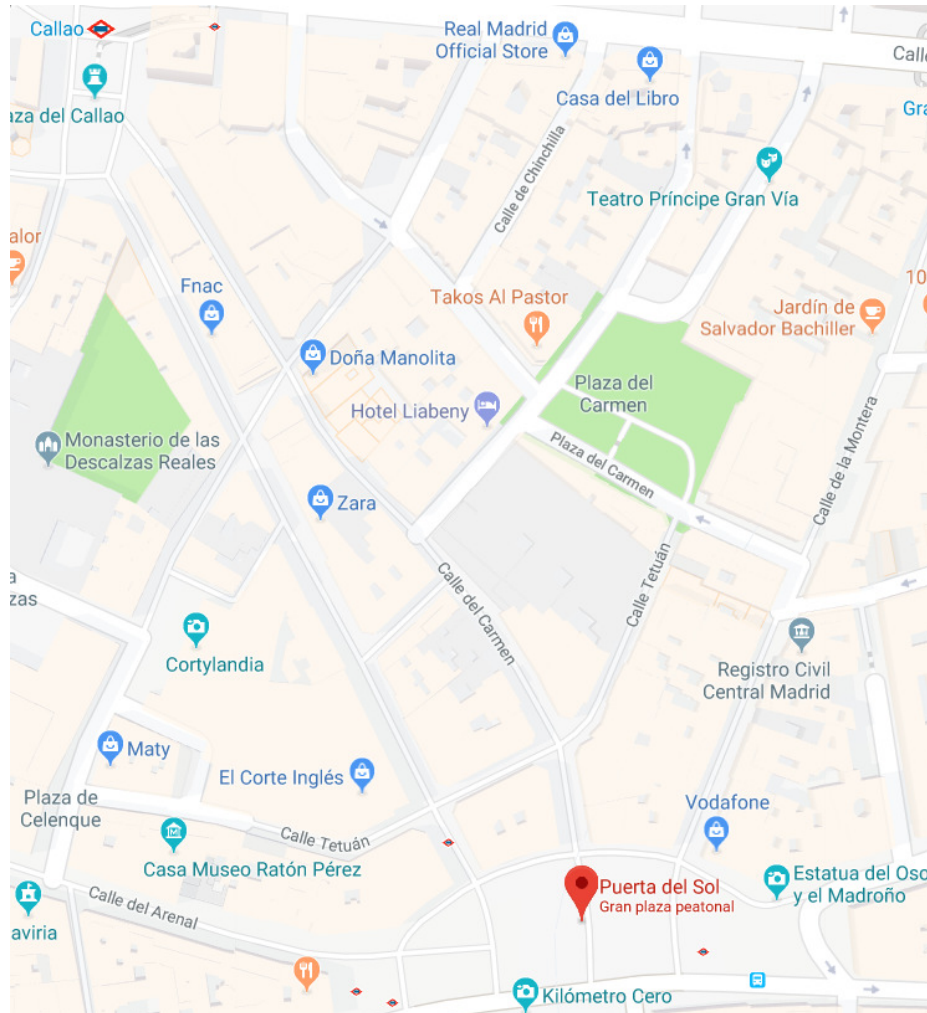 Callao
Real Madrid
Official Store
Calle
Casa del Libro
aza del Callao
Gra
Calle de Chinchilla
Teatro Príncipe Gran Vía
alor
10
Fnac
Takos Al Pastor
Jardín de
Salvador Bachiller
Doña Manolita
Plaza del
Carmen
Hotel Liabeny
Monasterio de las
Descalzas Reales
Plaza del Carmen
Calle de la Montera
Zara
Calle Tetuán
a
zas
Calle del Carmen
Cortylandia
Registro Civil
Central Madrid
Maty
El Corte Inglés
Plaza de
Celenque
Vodafone
Calle Tetuán
Casa Museo Ratón Pérez
Puerta del Sol
Gran plaza peatonal
Estatua del Oso
y el Madroño
Calle del Arenal
aviria
Kilómetro Cero